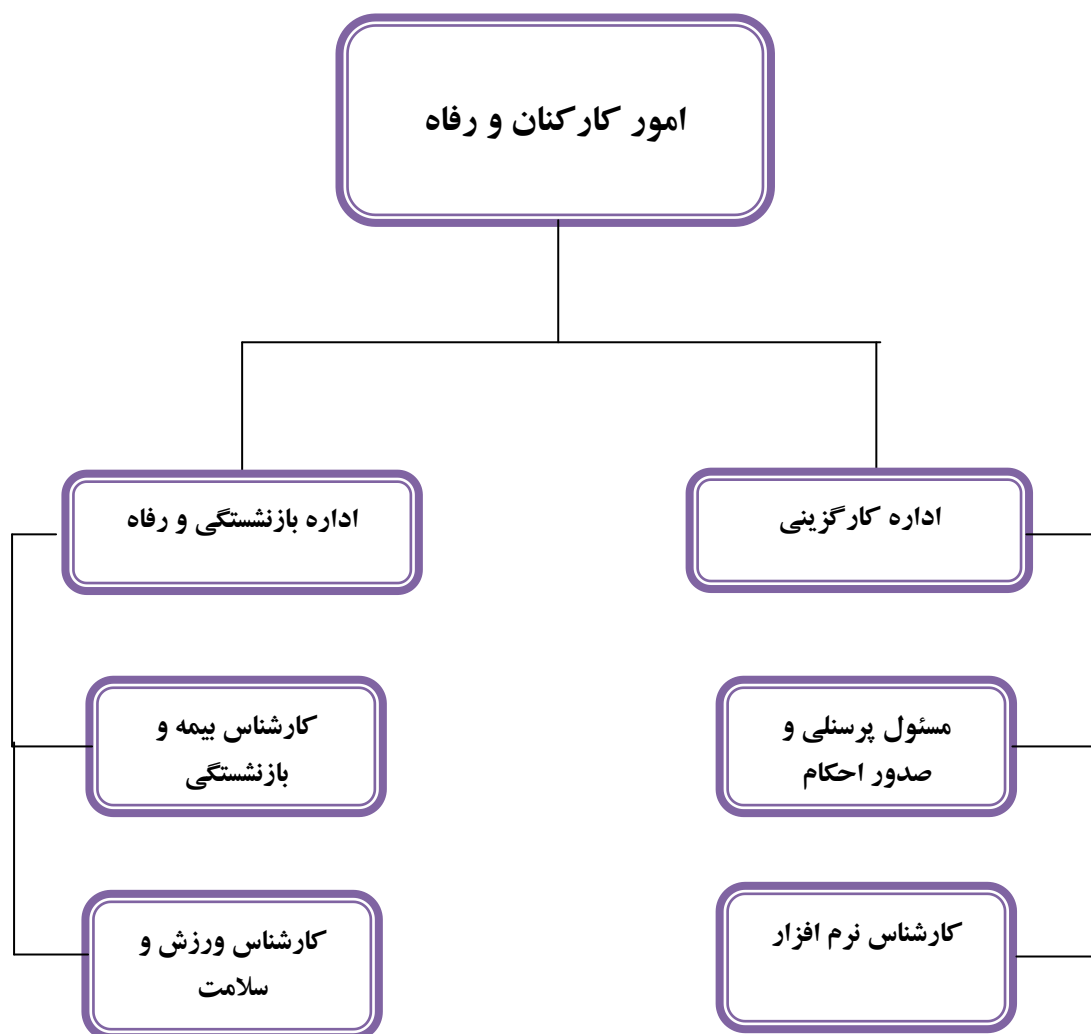 امور کارکنان و رفاه
اداره کارگزینی
اداره بازنشستگی و رفاه
مسئول پرسنلی و
صدور احکام
کارشناس بیمه و
بازنشستگی
کارشناس نرم افزار
کارشناس ورزش و
سلامت